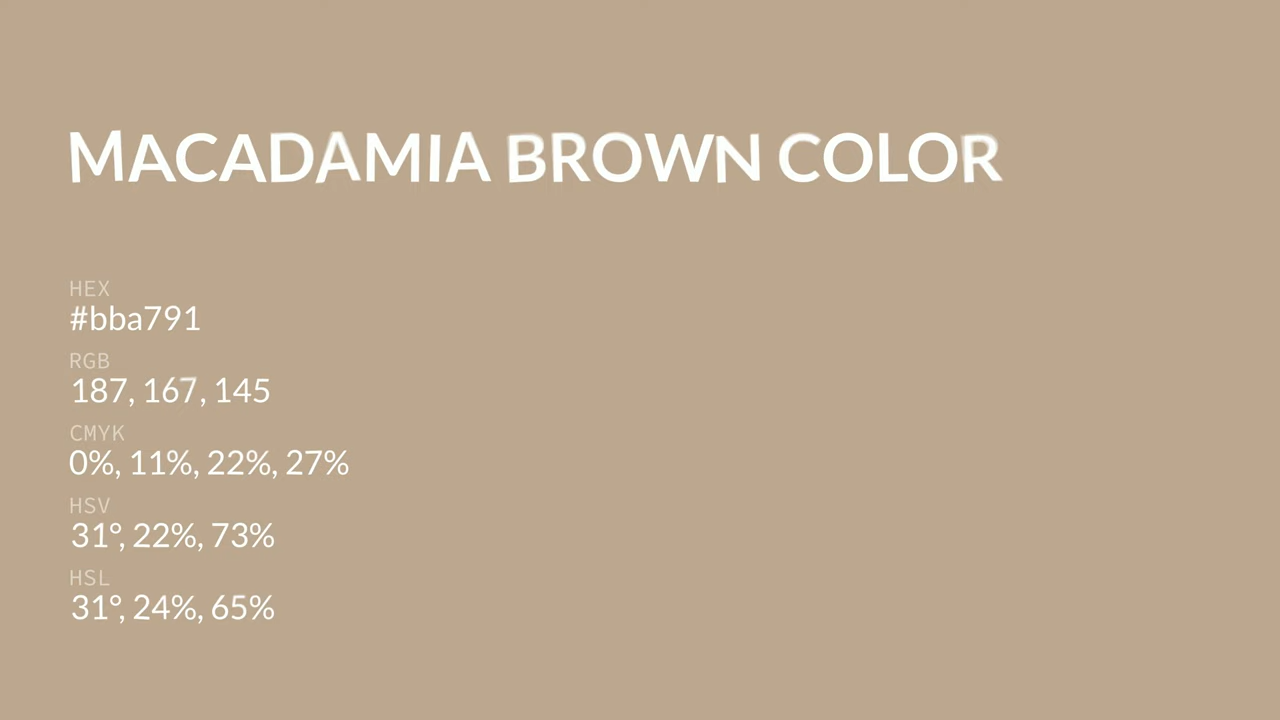 MACADAMIA BROWN COLOR
HEX
#bba791
RGB
187, 167, 145
CMYK
0%, 11%, 22%, 27%
HSV
31°, 22%, 73%
HSL
31°, 24%, 65%